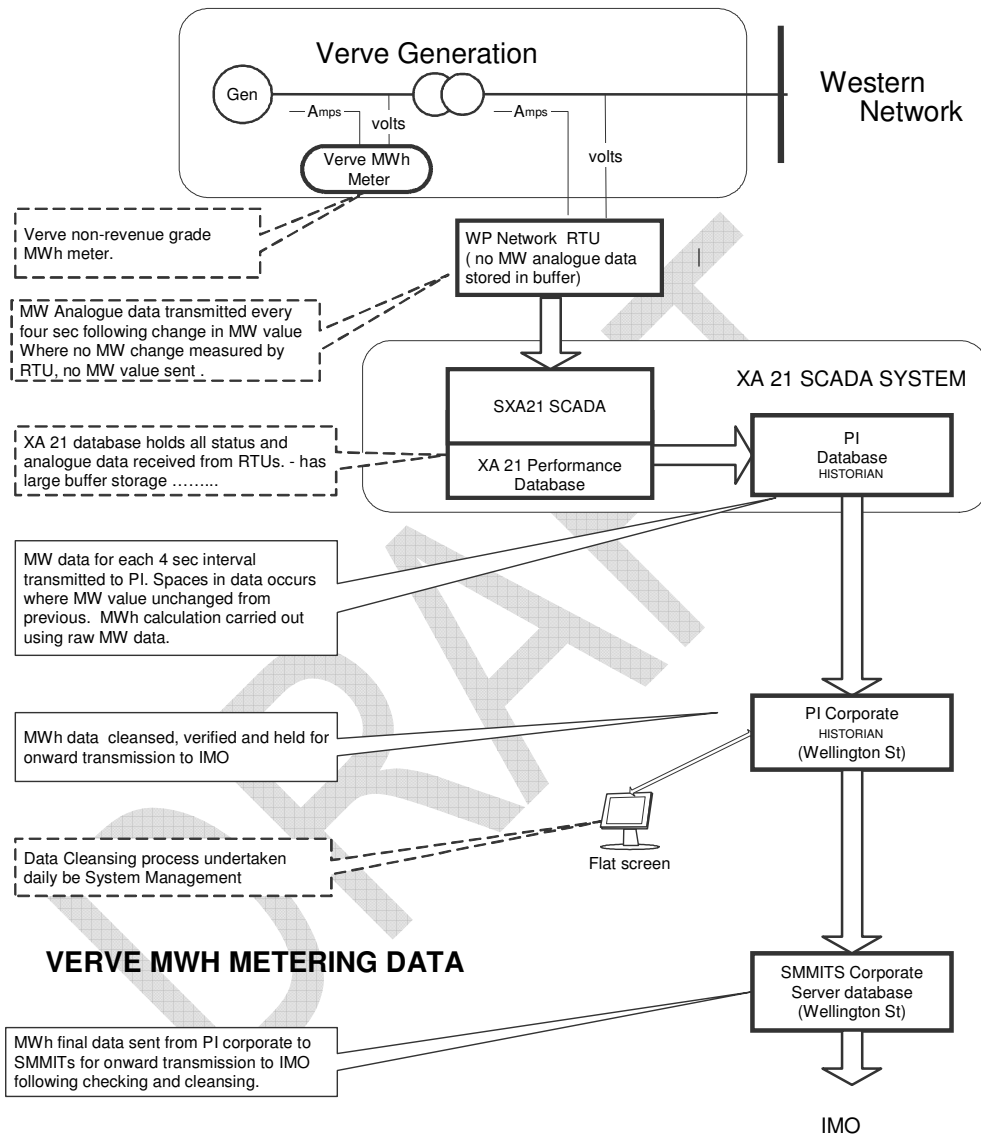 Verve Generation
Western
Network
Gen
Amps
volts
Amps
volts
Verve MWh
Meter
Verve non-revenue grade
MWh meter.
WP Network RTU
( no MW analogue data
stored in buffer)
MW Analogue data transmitted every
four sec following change in MW value
Where no MW change measured by
RTU, no MW value sent .
XA 21 SCADA SYSTEM
SXA21 SCADA
XA 21 Performance
Database
PI
Database
HISTORIAN
XA 21 database holds all status and
analogue data received from RTUs. - has
large buffer storage ……...
MW data for each 4 sec interval
transmitted to PI. Spaces in data occurs
where MW value unchanged from
previous. MWh calculation carried out
using raw MW data.
PI Corporate
HISTORIAN
(Wellington St)
MWh data cleansed, verified and held for
onward transmission to IMO
Flat screen
Data Cleansing process undertaken
daily be System Management
VERVE MWH METERING DATA
SMMITS Corporate
Server database
(Wellington St)
MWh final data sent from PI corporate to
SMMITs for onward transmission to IMO
following checking and cleansing.
IMO
DRAFT